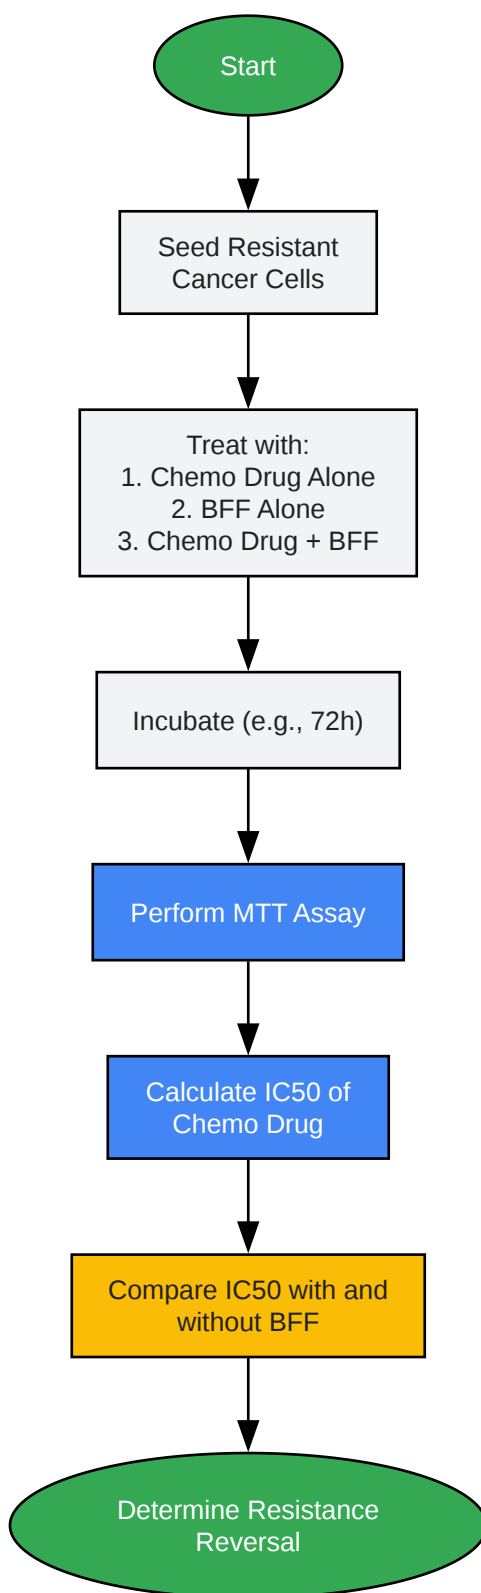 Start
Seed Resistant
Cancer Cells
Treat with:
1. Chemo Drug Alone
2. BFF Alone
3. Chemo Drug + BFF
Incubate (e.g., 72h)
Perform MTT Assay
Calculate IC50 of
Chemo Drug
Compare IC50 with and
without BFF
Determine Resistance
Reversal